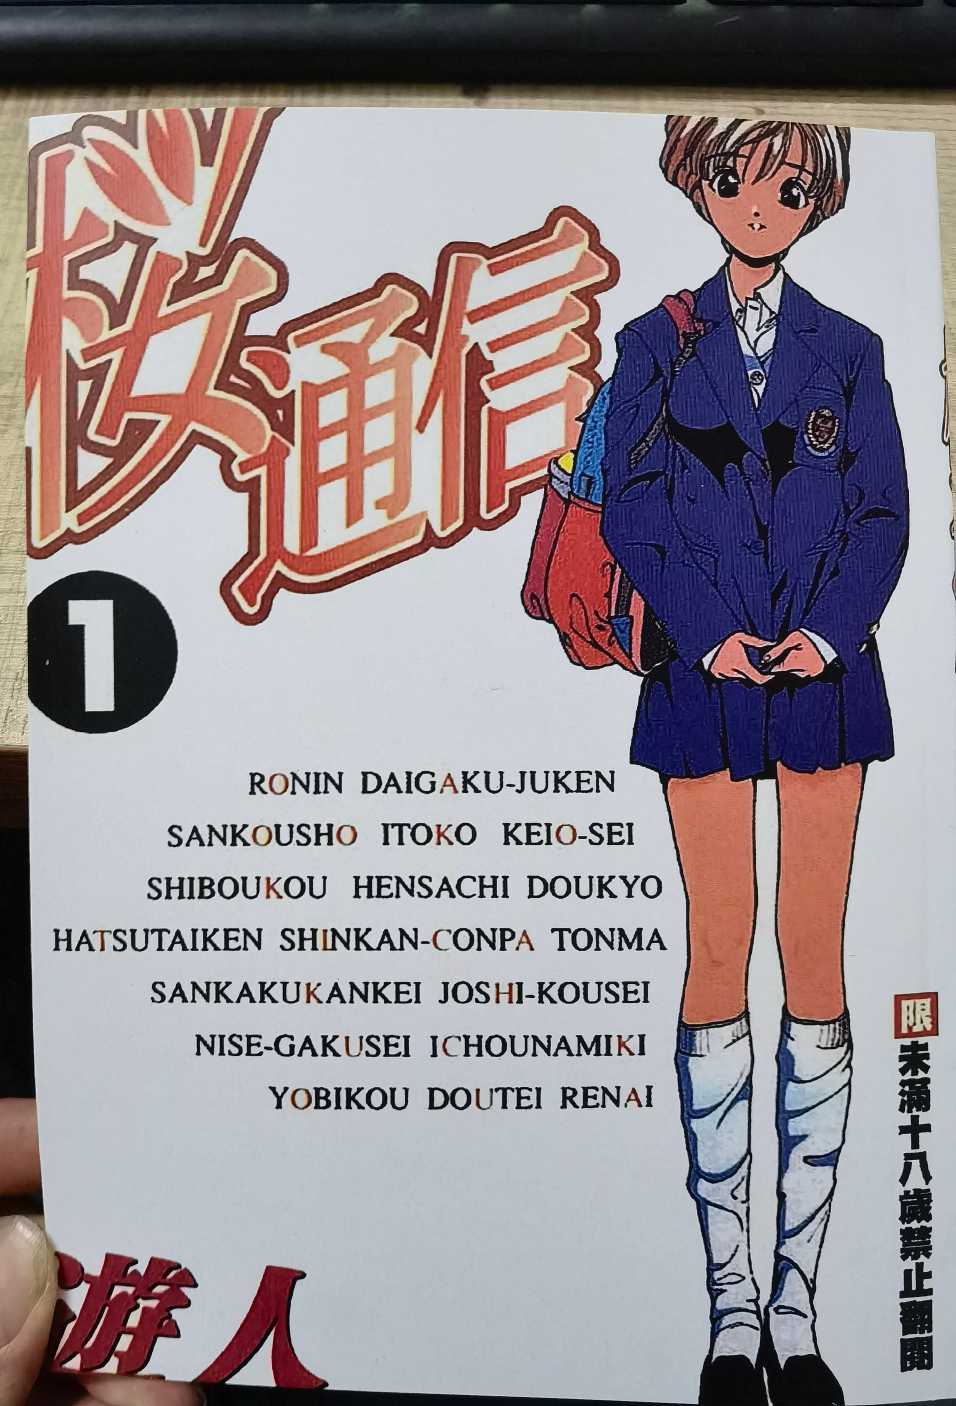 桜通信
1
RONIN DAIGAKU-JUKEN
SANKOUSHO ITOKO KEIO-SEI
SHIBOUKOU HENSACHI DOUKYO
HATSUTAIKEN SHINKAN-CONPA TONMA
SANKAKUKANKEI JOSHI-KOUSEI
NISE-GAKUSEI ICHOUNAMIKI
YOBIKOU DOUTEI RENAI
遊人
限
未滿十八歲禁止翻閱